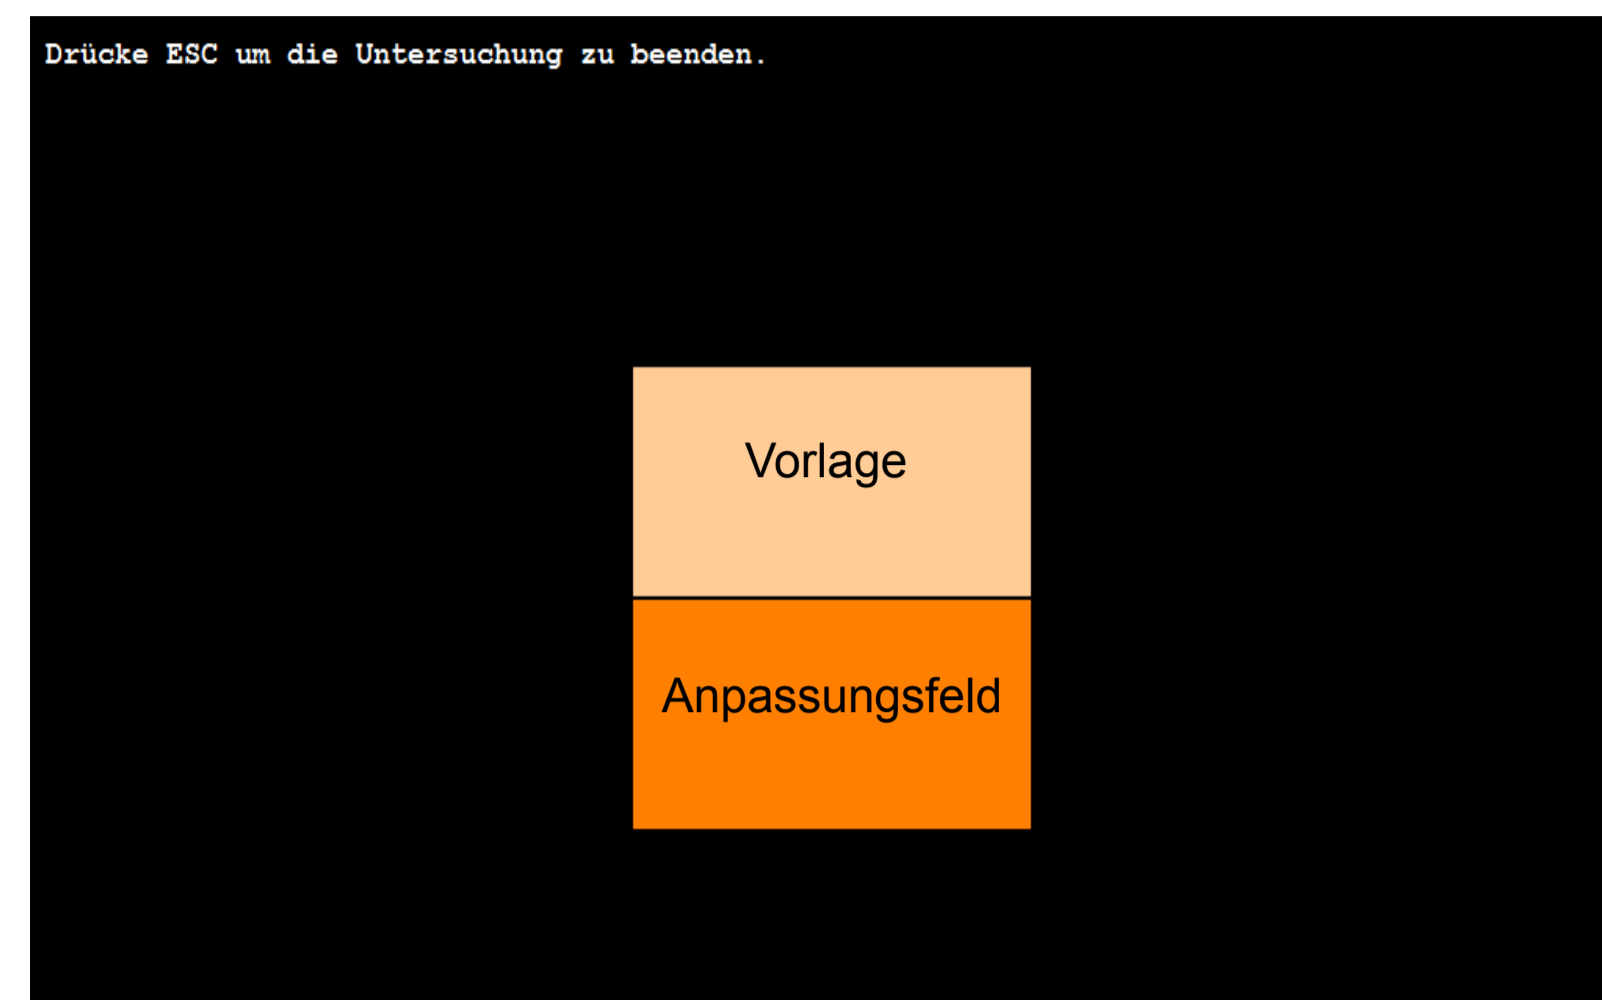 Drücke ESC um die Untersuchung zu beenden.
Vorlage
Anpassungsfeld